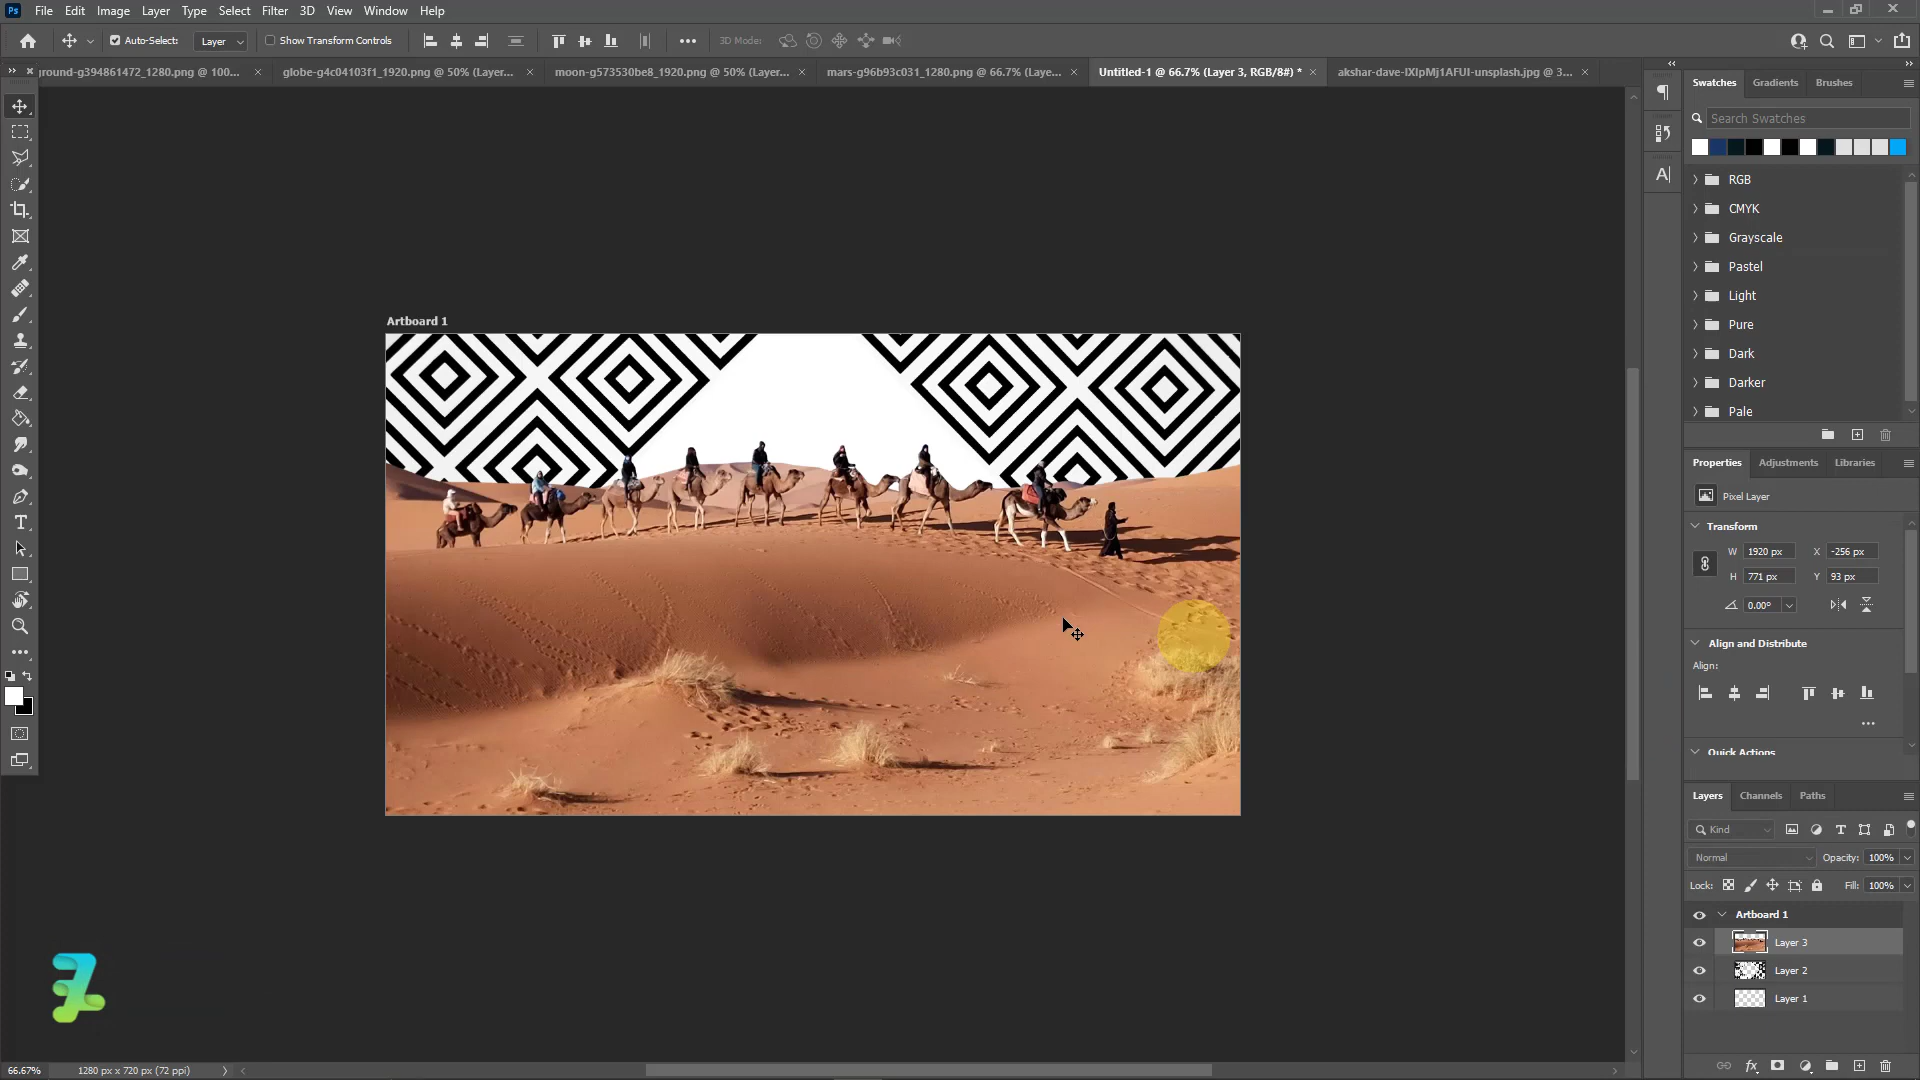 Ps File Edit Image Layer Type Select Filter 3D View Window Help
Auto-Select: Layer Show Transform Controls 3D Mode:
ground-g394861472_1280.png @ 100... globe-g4c04103f1_1920.png @ 50% (Layer... moon-g573530be8_1920.png @ 50% (Layer... mars-g96b93c031_1280.png @ 66.7% (Laye... Untitled-1 @ 66.7% (Layer 3, RGB/8#) * akshar-dave-lXlpMj1AFUI-unsplash.jpg @ 3...
Swatches Gradients Brushes
Search Swatches
RGB
CMYK
Grayscale
Pastel
Light
Pure
Dark
Darker
Pale
Artboard 1
Properties Adjustments Libraries
Pixel Layer
Transform
W 1920 px X -256 px
H 771 px Y 93 px
0.00°
Align and Distribute
Align:
Quick Actions
Layers Channels Paths
Kind
Normal Opacity: 100%
Lock: Fill: 100%
Artboard 1
Layer 3
Layer 2
Layer 1
66.67% 1280 px x 720 px (72 ppi)